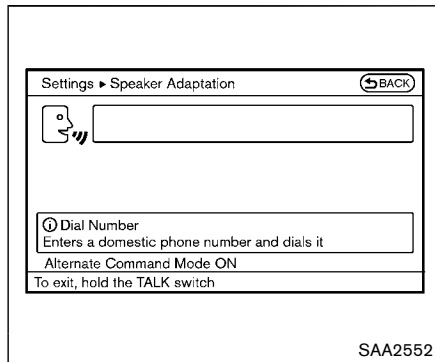 Settings ▸ Speaker Adaptation
BACK
Dial Number
Enters a domestic phone number and dials it
Alternate Command Mode ON
To exit, hold the TALK switch
SAA2552